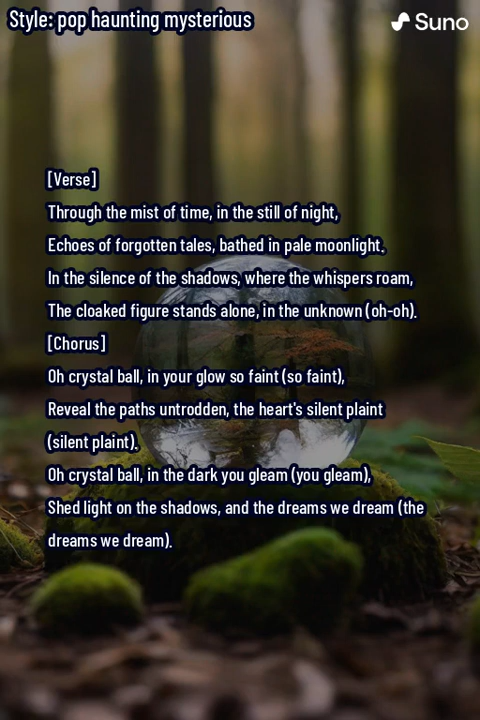 Style: pop haunting mysterious
Suno
[Verse]
Through the mist of time, in the still of night,
Echoes of forgotten tales, bathed in pale moonlight.
In the silence of the shadows, where the whispers roam,
The cloaked figure stands alone, in the unknown (oh-oh).
[Chorus]
Oh crystal ball, in your glow so faint (so faint),
Reveal the paths untrodden, the heart's silent plaint
(silent plaint).
Oh crystal ball, in the dark you gleam (you gleam),
Shed light on the shadows, and the dreams we dream (the
dreams we dream).